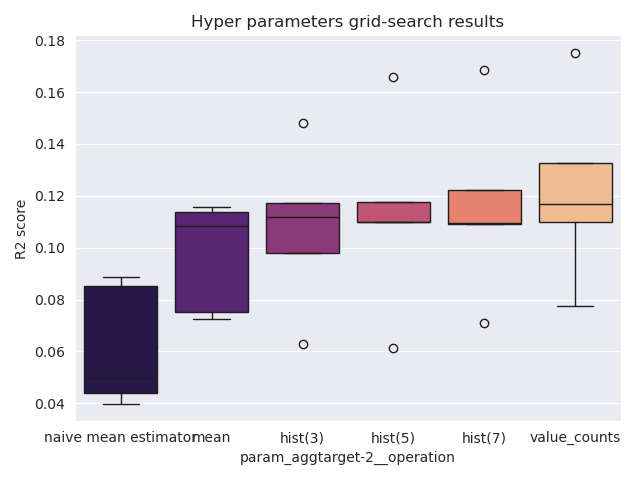 Hyper parameters grid-search results
R2 score
0.18
0.16
0.14
0.12
0.10
0.08
0.06
0.04
naive mean estimator mean hist(3) hist(5) hist(7) value_counts
param_aggtarget-2__operation